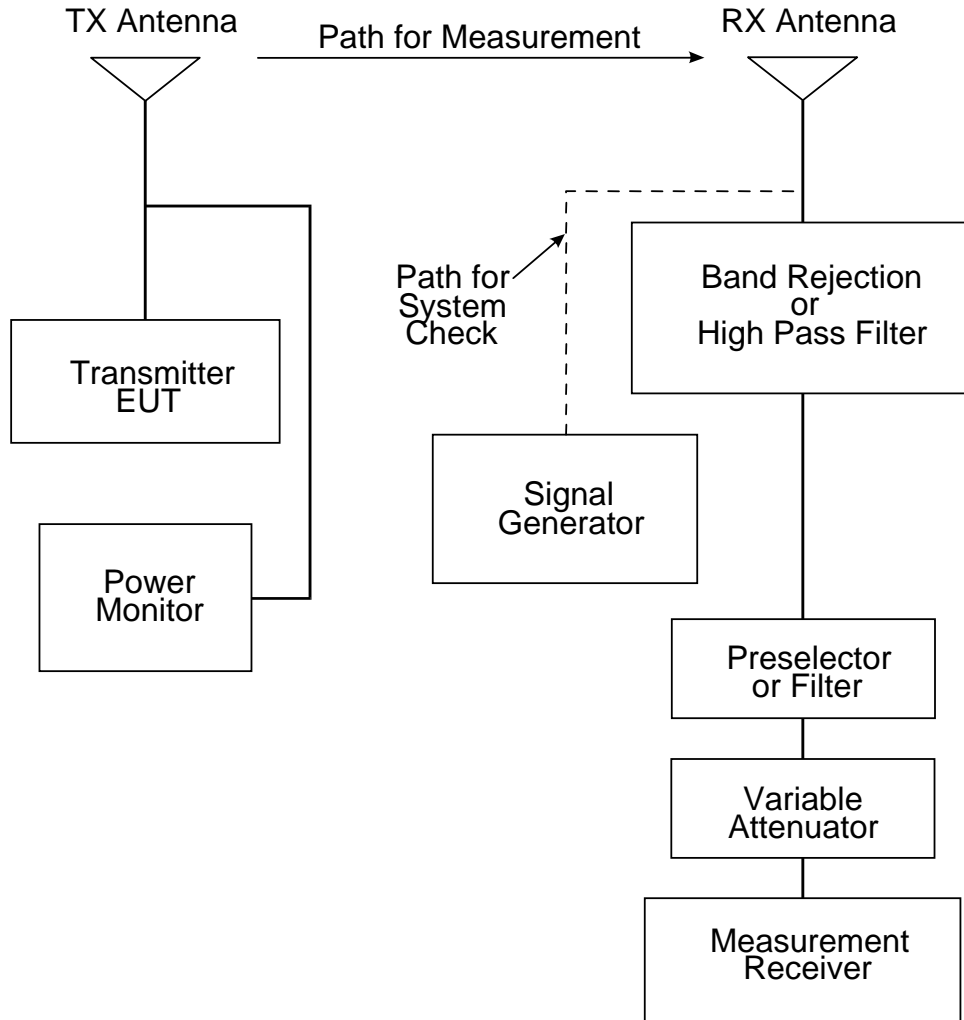 TX Antenna
Path for Measurement
RX Antenna
Path for
System
Check
Band Rejection
or
High Pass Filter
Transmitter
EUT
Signal
Generator
Power
Monitor
Preselector
or Filter
Variable
Attenuator
Measurement
Receiver